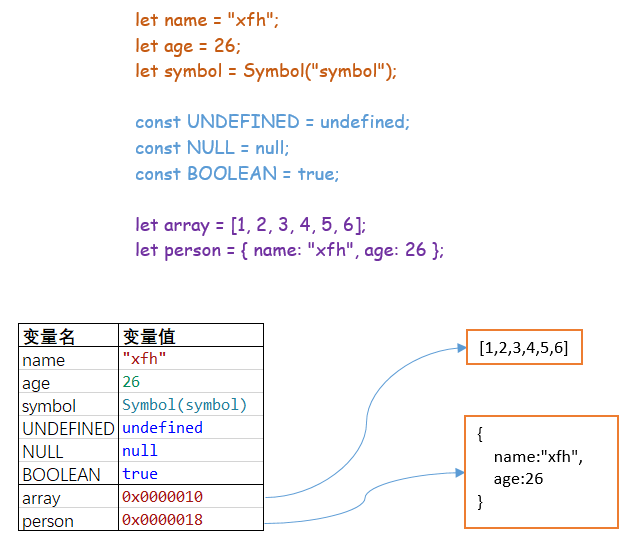 let name = "xfh";
let age = 26;
let symbol = Symbol("symbol");
const UNDEFINED = undefined;
const NULL = null;
const BOOLEAN = true;
let array = [1, 2, 3, 4, 5, 6];
let person = { name: "xfh", age: 26 };
变量名 变量值
name "xfh"
age 26
symbol Symbol(symbol)
UNDEFINED undefined
NULL null
BOOLEAN true
array 0x0000010
person 0x0000018
[1,2,3,4,5,6]
{
name:"xfh",
age:26
}